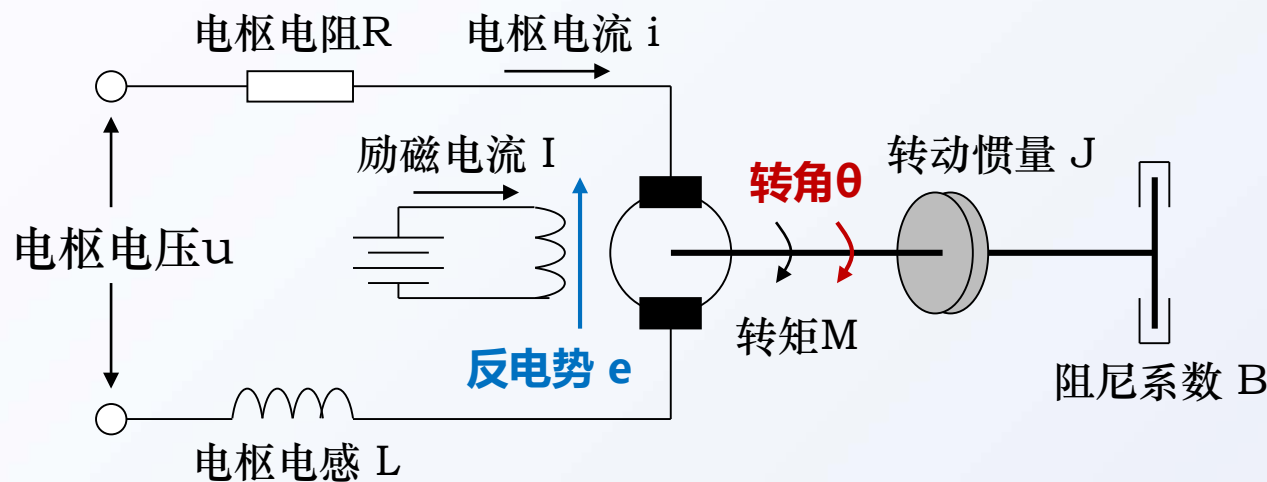 电枢电阻R
电枢电流 i
励磁电流 I
转角θ
转动惯量 J
电枢电压u
转矩M
反电势 e
阻尼系数 B
电枢电感 L